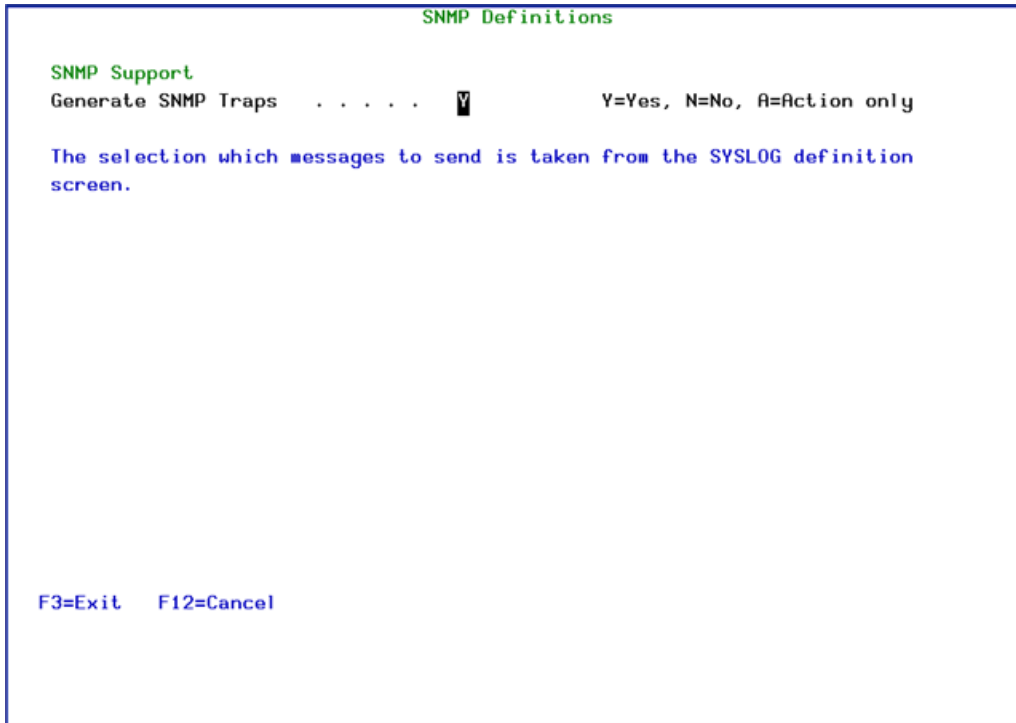 SNMP Definitions
SNMP Support
Generate SNMP Traps . . . . . Y Y=Yes, N=No, A=Action only
The selection which messages to send is taken from the SYSLOG definition
screen.
F3=Exit F12=Cancel